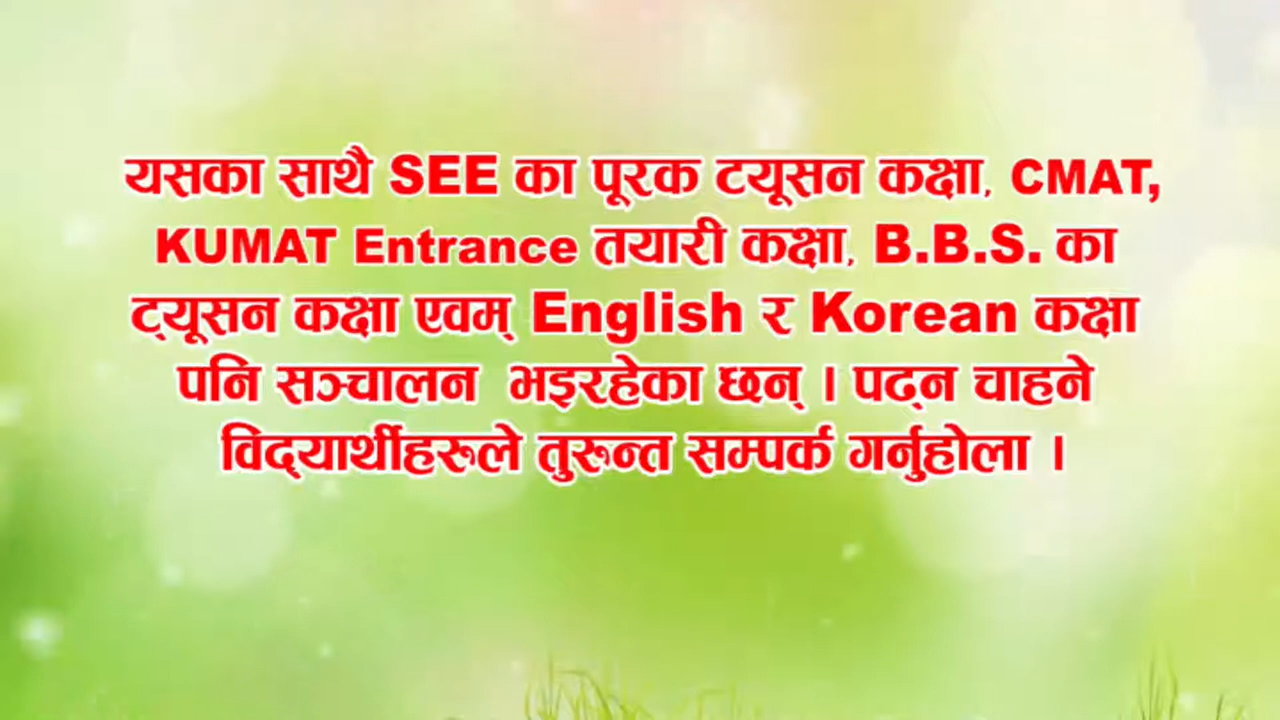 यसका साथै SEE का पूरक टयूसन कक्षा, CMAT,
KUMAT Entrance तयारी कक्षा, B.B.S. का
ट्यूसन कक्षा एवम् English र Korean कक्षा
पनि सञ्चालन भइरहेका छन् । पढ्न चाहने
विद्यार्थीहरूले तुरुन्त सम्पर्क गर्नुहोला ।